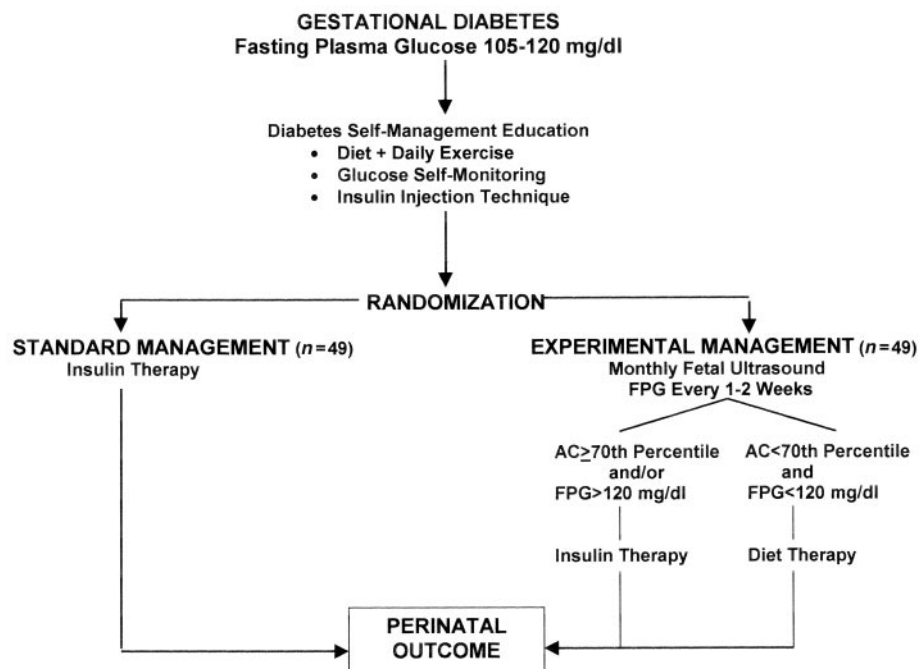 GESTATIONAL DIABETES
Fasting Plasma Glucose 105-120 mg/dl
Diabetes Self-Management Education
• Diet + Daily Exercise
• Glucose Self-Monitoring
• Insulin Injection Technique
RANDOMIZATION
STANDARD MANAGEMENT (n=49)
Insulin Therapy
EXPERIMENTAL MANAGEMENT (n=49)
Monthly Fetal Ultrasound
FPG Every 1-2 Weeks
AC≥70th Percentile
and/or
FPG>120 mg/dl
AC<70th Percentile
and
FPG<120 mg/dl
Insulin Therapy
Diet Therapy
PERINATAL
OUTCOME